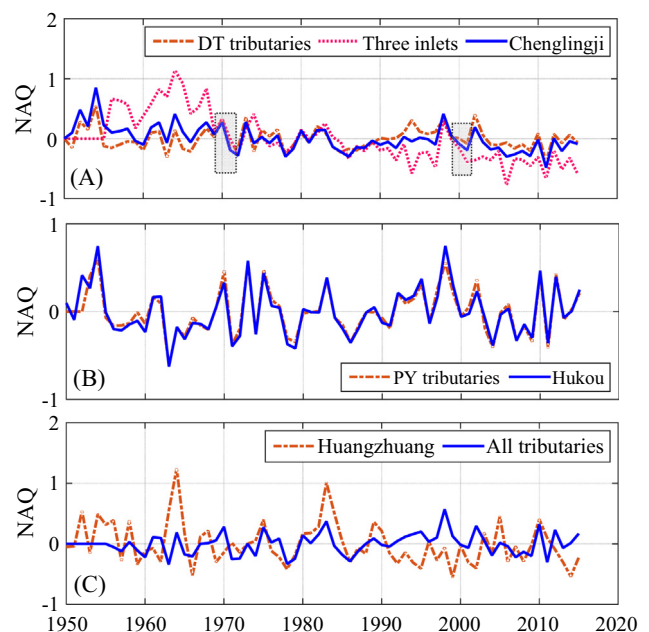 2
DT tributaries Three inlets Chenglingji
1
NAQ
0
(A)
-1
1
NAQ
0
(B)
PY tributaries Hukou
-1
2
Huangzhuang All tributaries
1
NAQ
0
(C)
-1
1950 1960 1970 1980 1990 2000 2010 2020